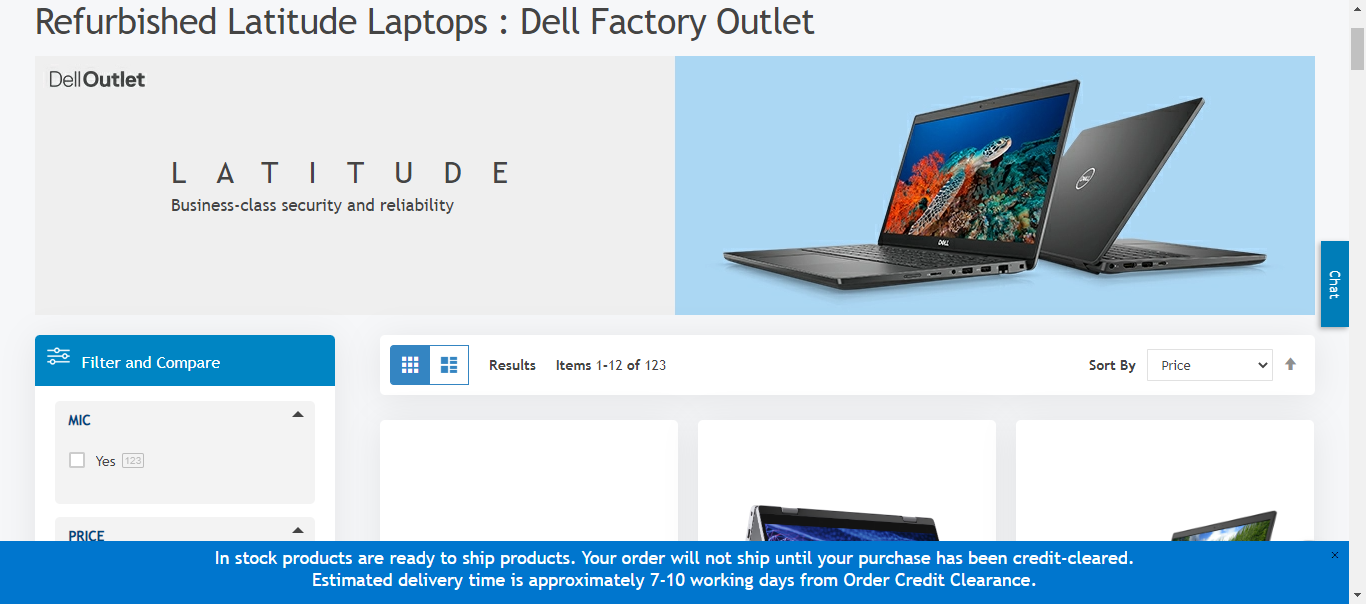 Refurbished Latitude Laptops : Dell Factory Outlet
DellOutlet
LATITUDE
Business-class security and reliability
DELL
DELL
Chat
Filter and Compare
Results Items 1-12 of 123 Sort By Price
MIC
Yes 123
PRICE
In stock products are ready to ship products. Your order will not ship until your purchase has been credit-cleared.
Estimated delivery time is approximately 7-10 working days from Order Credit Clearance.